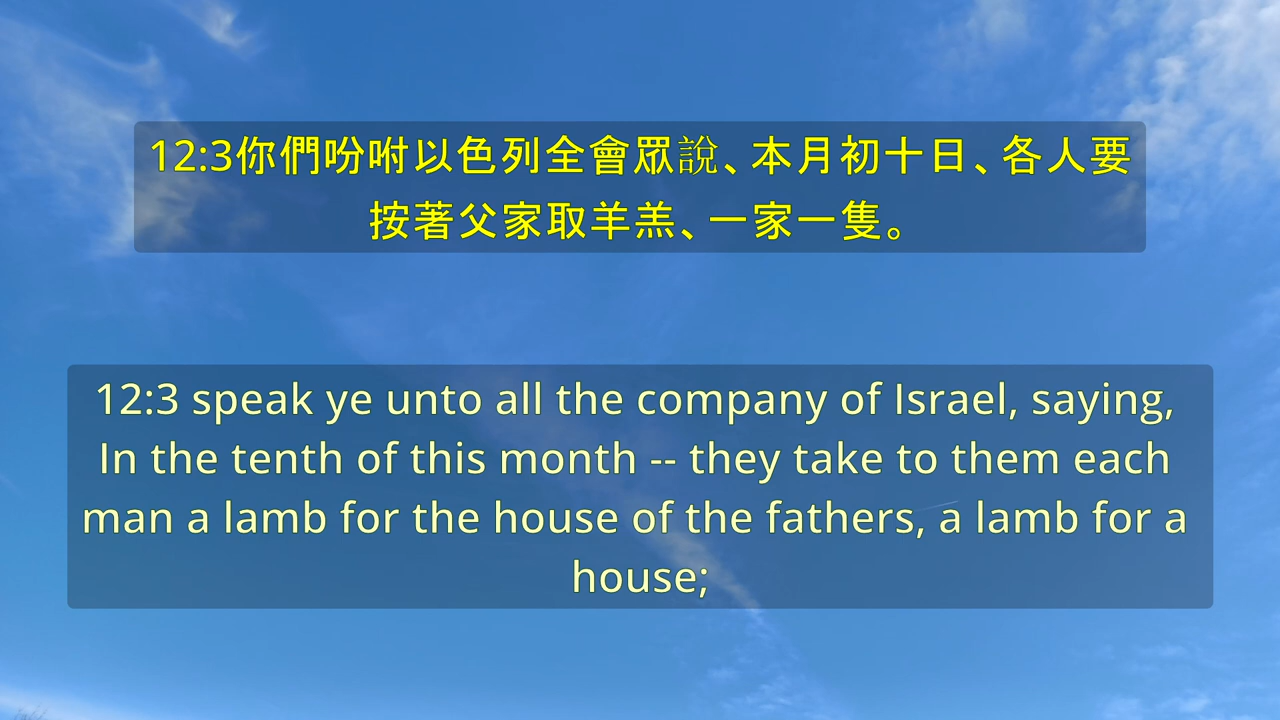 12:3你們吩咐以色列全會眾說、本月初十日、各人要
按著父家取羊羔、一家一隻。
12:3 speak ye unto all the company of Israel, saying,
In the tenth of this month -- they take to them each
man a lamb for the house of the fathers, a lamb for a
house;